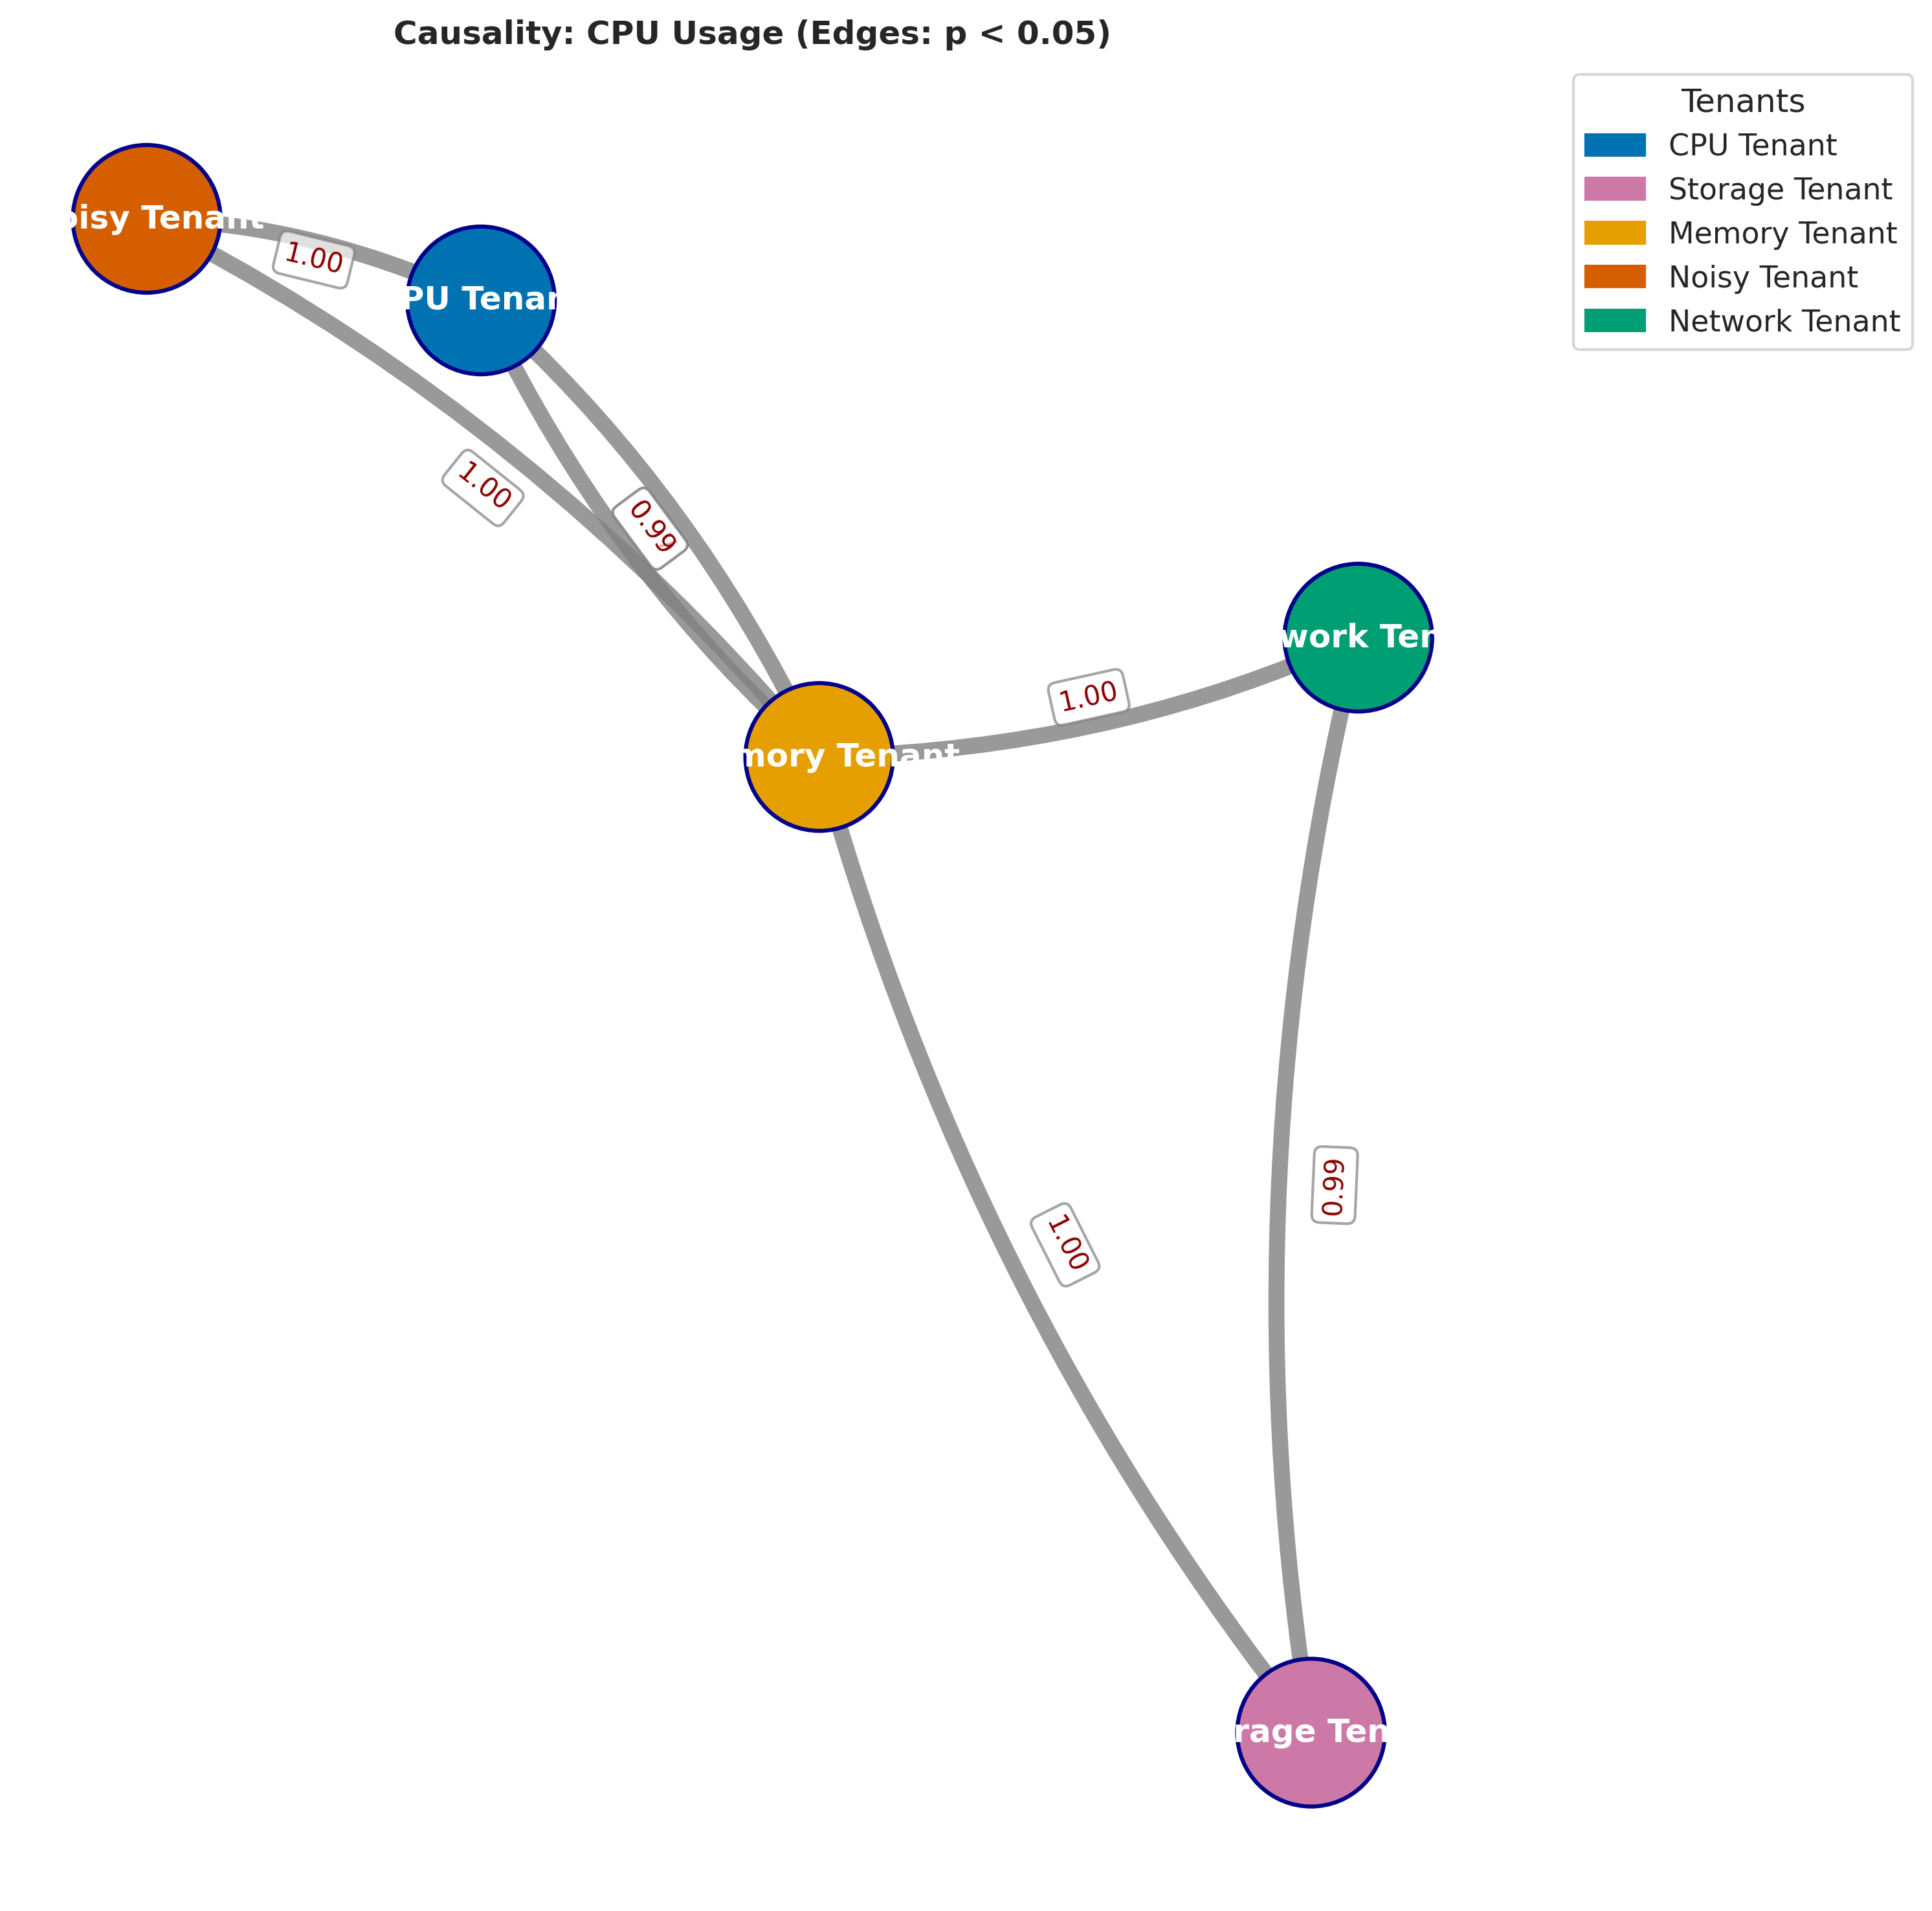 Causality: CPU Usage (Edges: p < 0.05)
Tenants
CPU Tenant
Storage Tenant
Memory Tenant
Noisy Tenant
Network Tenant
oisy Tenant
1.00
PU Tenan
1.00
0.99
work Ten
1.00
mory Tenant
0.99
1.00
rage Ten